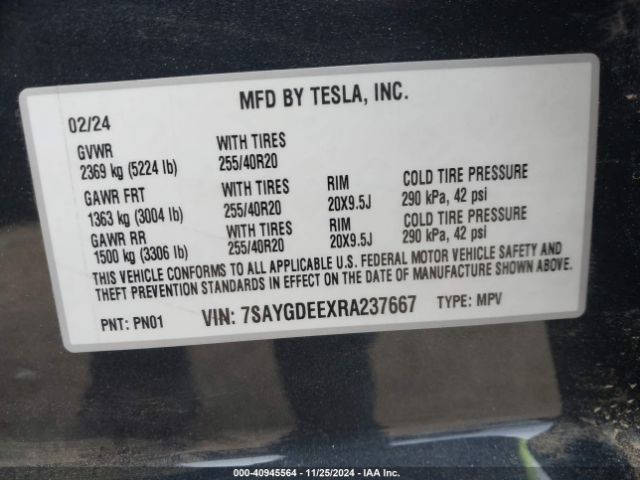 MFD BY TESLA, INC.
02/24
GVWR WITH TIRES
2369 kg (5224 lb) 255/40R20
GAWR FRT WITH TIRES RIM COLD TIRE PRESSURE
1363 kg (3004 lb) 255/40R20 20X9.5J 290 kPa, 42 psi
GAWR RR WITH TIRES RIM COLD TIRE PRESSURE
1500 kg (3306 lb) 255/40R20 20X9.5J 290 kPa, 42 psi
THIS VEHICLE CONFORMS TO ALL APPLICABLE U.S. FEDERAL MOTOR VEHICLE SAFETY AND
THEFT PREVENTION STANDARDS IN EFFECT ON THE DATE OF MANUFACTURE SHOWN ABOVE.
PNT: PN01 VIN: 7SAYGDEEXRA237667 TYPE: MPV
000-40945564 - 11/25/2024 - IAA Inc.